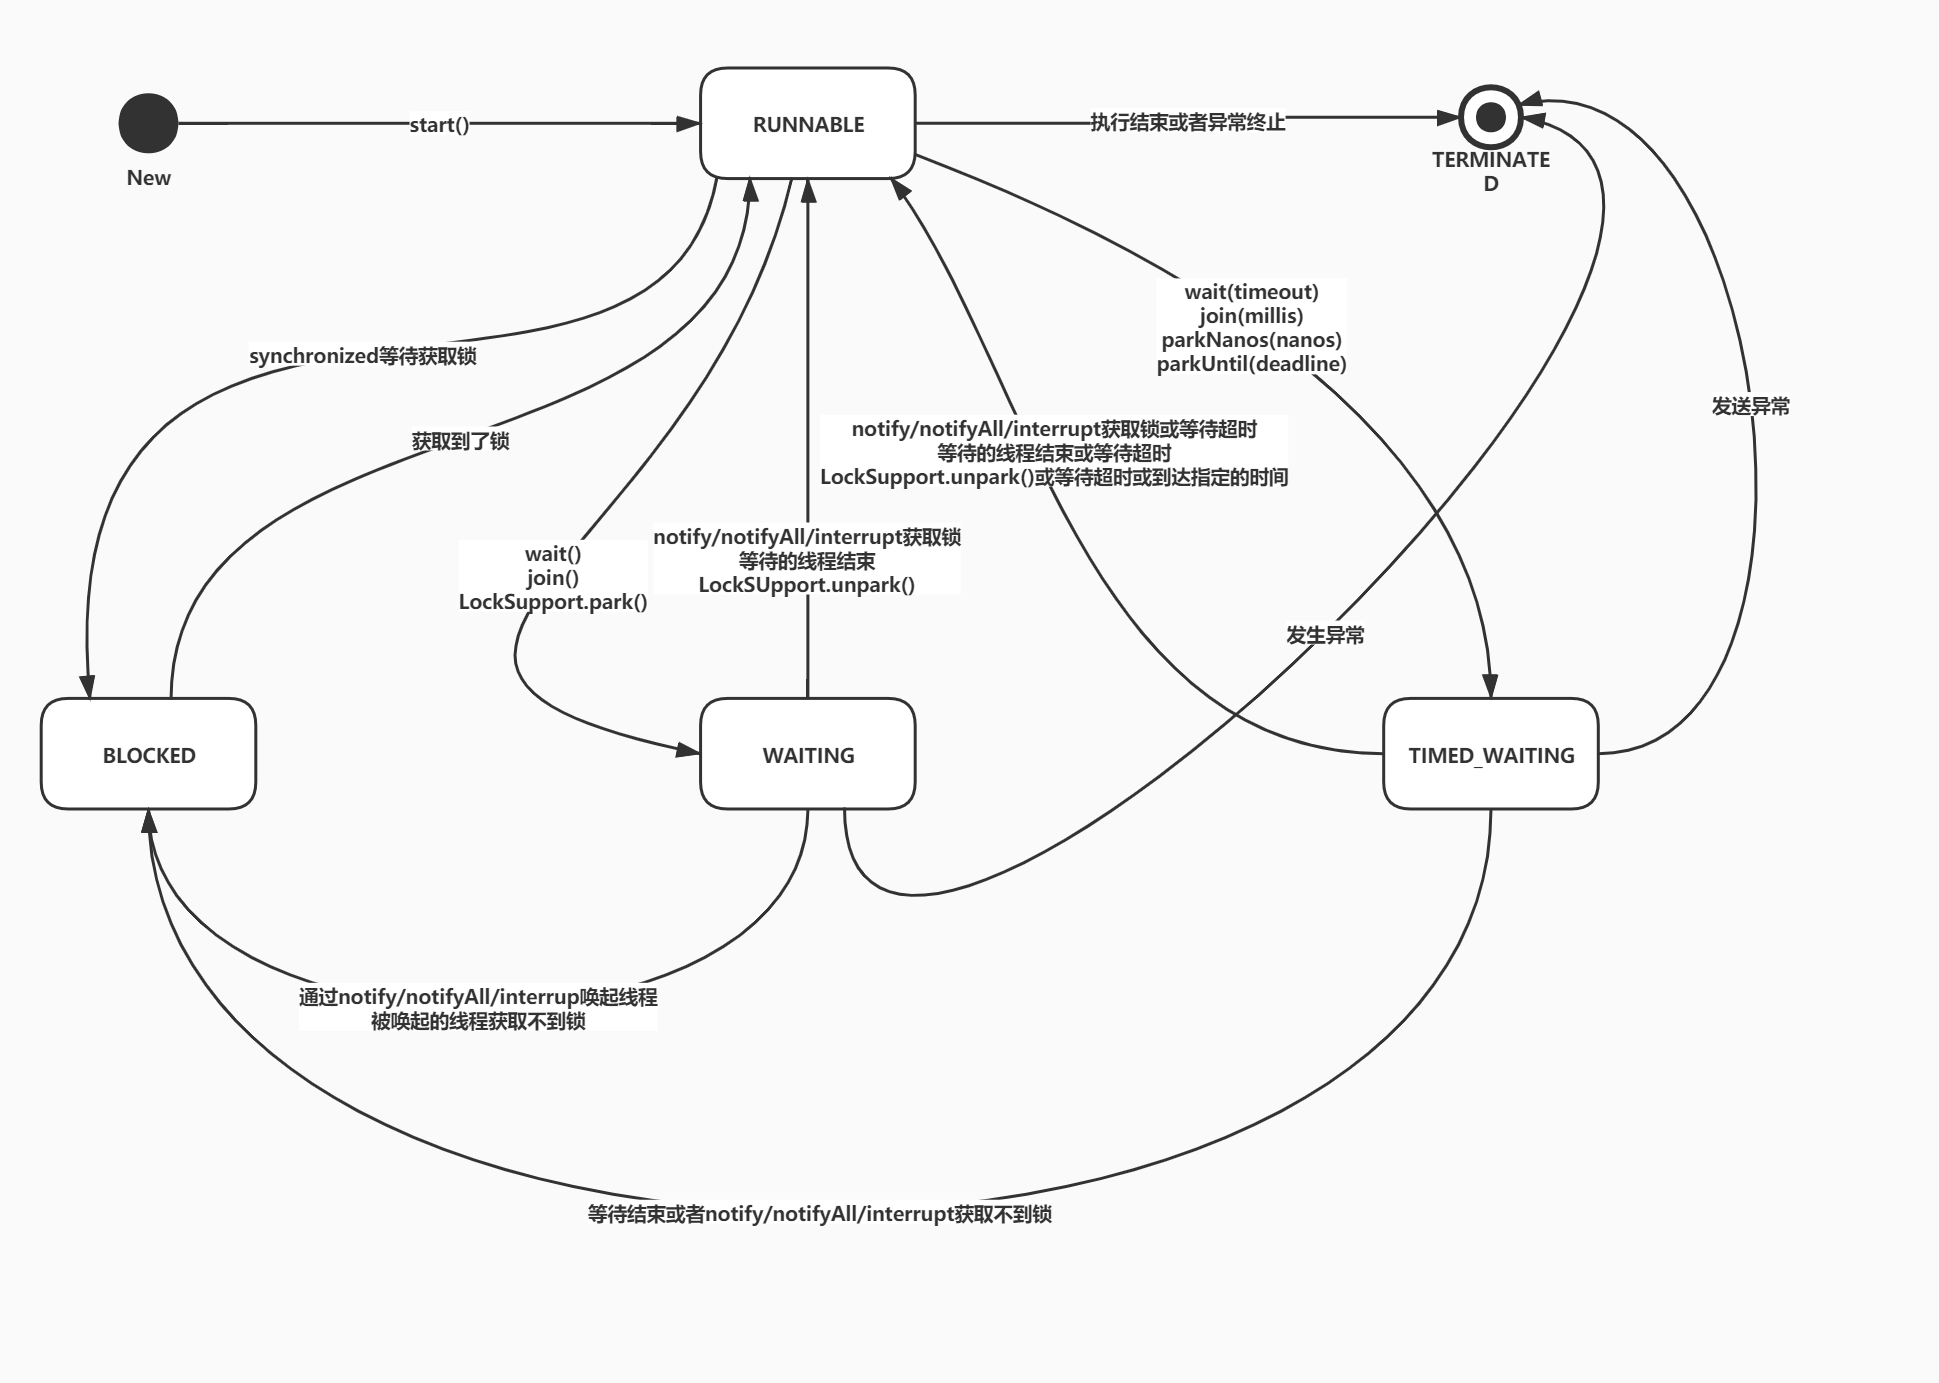 start()
RUNNABLE
执行结束或者异常终止
New
TERMINATE
D
wait(timeout)
join(millis)
parkNanos(nanos)
parkUntil(deadline)
synchronized等待获取锁
发送异常
获取到了锁
notify/notifyAll/interrupt获取锁或等待超时
等待的线程结束或等待超时
LockSupport.unpark()或等待超时或到达指定的时间
wait()
join()
LockSupport.park()
notify/notifyAll/interrupt获取锁
等待的线程结束
LockSUpport.unpark()
发生异常
BLOCKED
WAITING
TIMED_WAITING
通过notify/notifyAll/interrup唤起线程
被唤起的线程获取不到锁
等待结束或者notify/notifyAll/interrupt获取不到锁